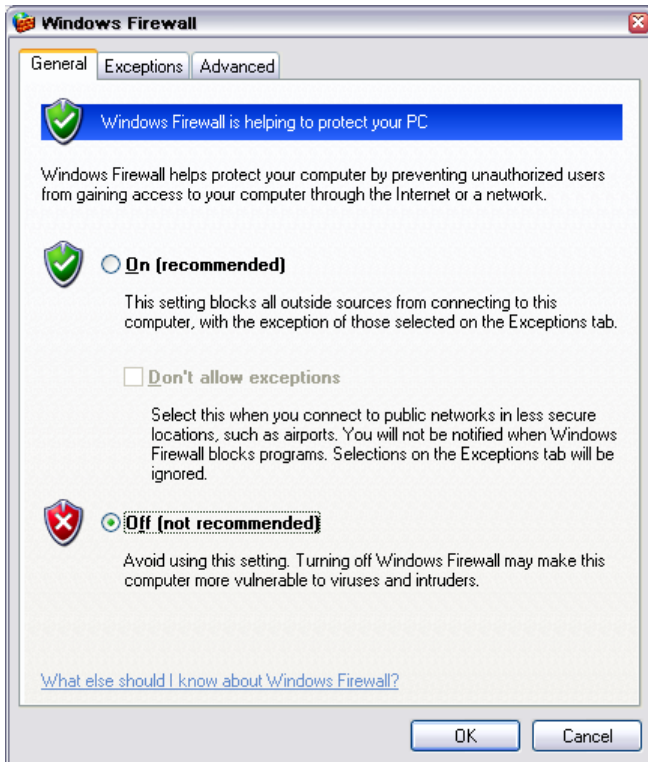 Windows Firewall
General Exceptions Advanced
Windows Firewall is helping to protect your PC
Windows Firewall helps protect your computer by preventing unauthorized users
from gaining access to your computer through the Internet or a network.
On (recommended)
This setting blocks all outside sources from connecting to this
computer, with the exception of those selected on the Exceptions tab.
Don't allow exceptions
Select this when you connect to public networks in less secure
locations, such as airports. You will not be notified when Windows
Firewall blocks programs. Selections on the Exceptions tab will be
ignored.
Off (not recommended)
Avoid using this setting. Turning off Windows Firewall may make this
computer more vulnerable to viruses and intruders.
What else should I know about Windows Firewall?
OK Cancel